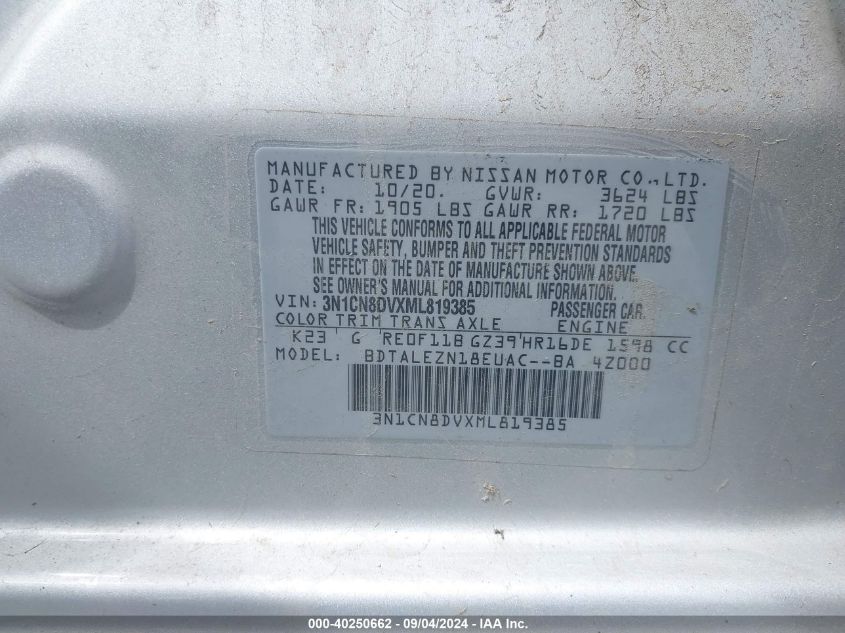 MANUFACTURED BY NISSAN MOTOR CO., LTD.
DATE: 10/20. GVWR: 3624 LBS
GAWR FR: 1905 LBS GAWR RR: 1720 LBS
THIS VEHICLE CONFORMS TO ALL APPLICABLE FEDERAL MOTOR
VEHICLE SAFETY, BUMPER AND THEFT PREVENTION STANDARDS
IN EFFECT ON THE DATE OF MANUFACTURE SHOWN ABOVE.
SEE OWNER'S MANUAL FOR ADDITIONAL INFORMATION.
VIN: 3N1CN8DVXML819385 PASSENGER CAR.
COLOR TRIM TRANS AXLE ENGINE
K23 G RE0F11B GZ39 HR16DE 1598 CC
MODEL: BDTALEZN18EUAC--BA 4Z000
3N1CN8DVXML819385
000-40250662 - 09/04/2024 - IAA Inc.